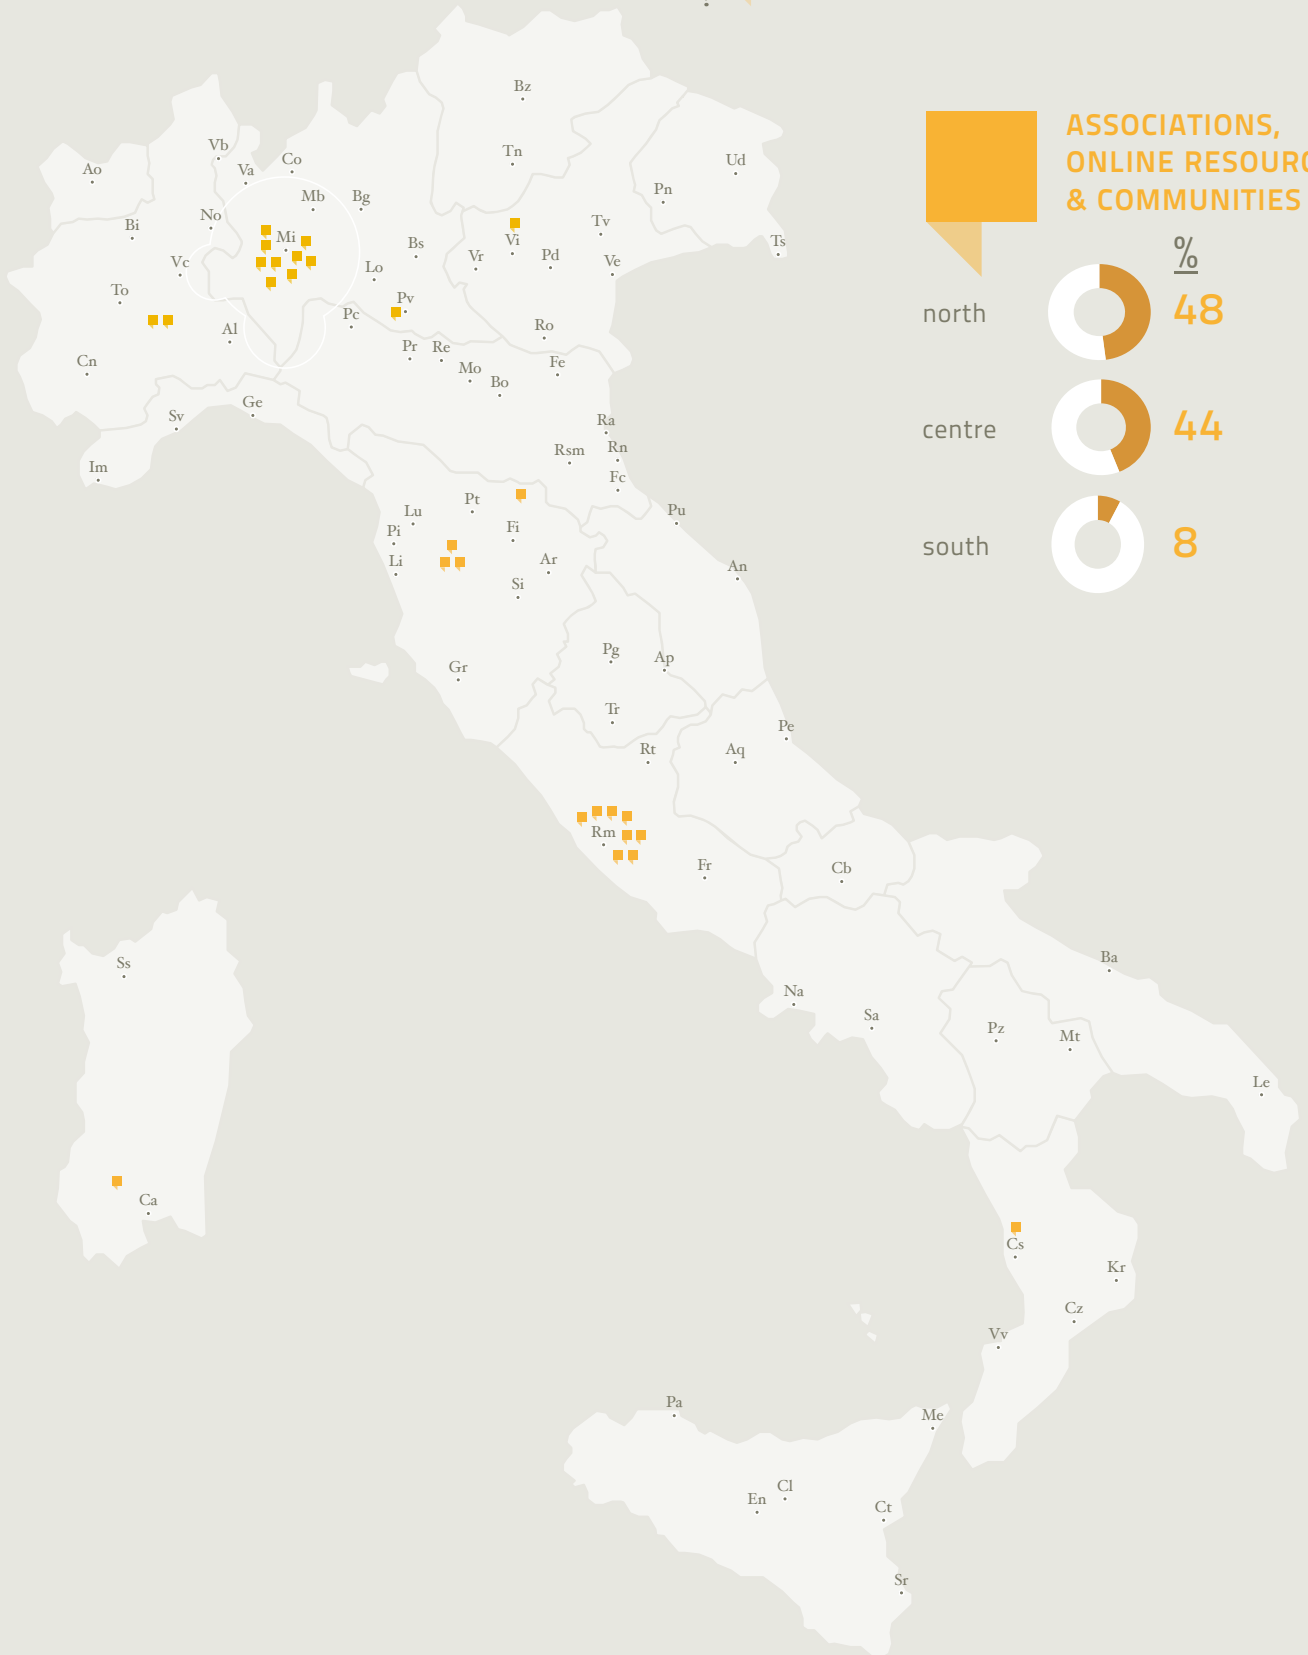 ASSOCIATIONS,
ONLINE
& COMMUNITIES
%
north 48
centre 44
south 8
Bz
Vb
Tn
Co
Ud
Ao
Va
Mb
Bg
Pn
No
Bi
Tv
Mi
Vi
Bs
Ts
Vr
Pd
Ve
Vc
Lo
To
Pv
Pc
Al
Ro
Pr
Re
Fe
Cn
Mo
Bo
Ge
Sv
Ra
Rsm
Rn
Im
Fc
Pt
Lu
Pu
Pi
Fi
Li
Ar
An
Si
Pg
Ap
Gr
Tr
Pe
Rt
Aq
Rm
Fr
Cb
Ss
Ba
Na
Sa
Pz
Mt
Le
Ca
Cs
Kr
Cz
Vv
Pa
Me
En
Cl
Ct
Sr